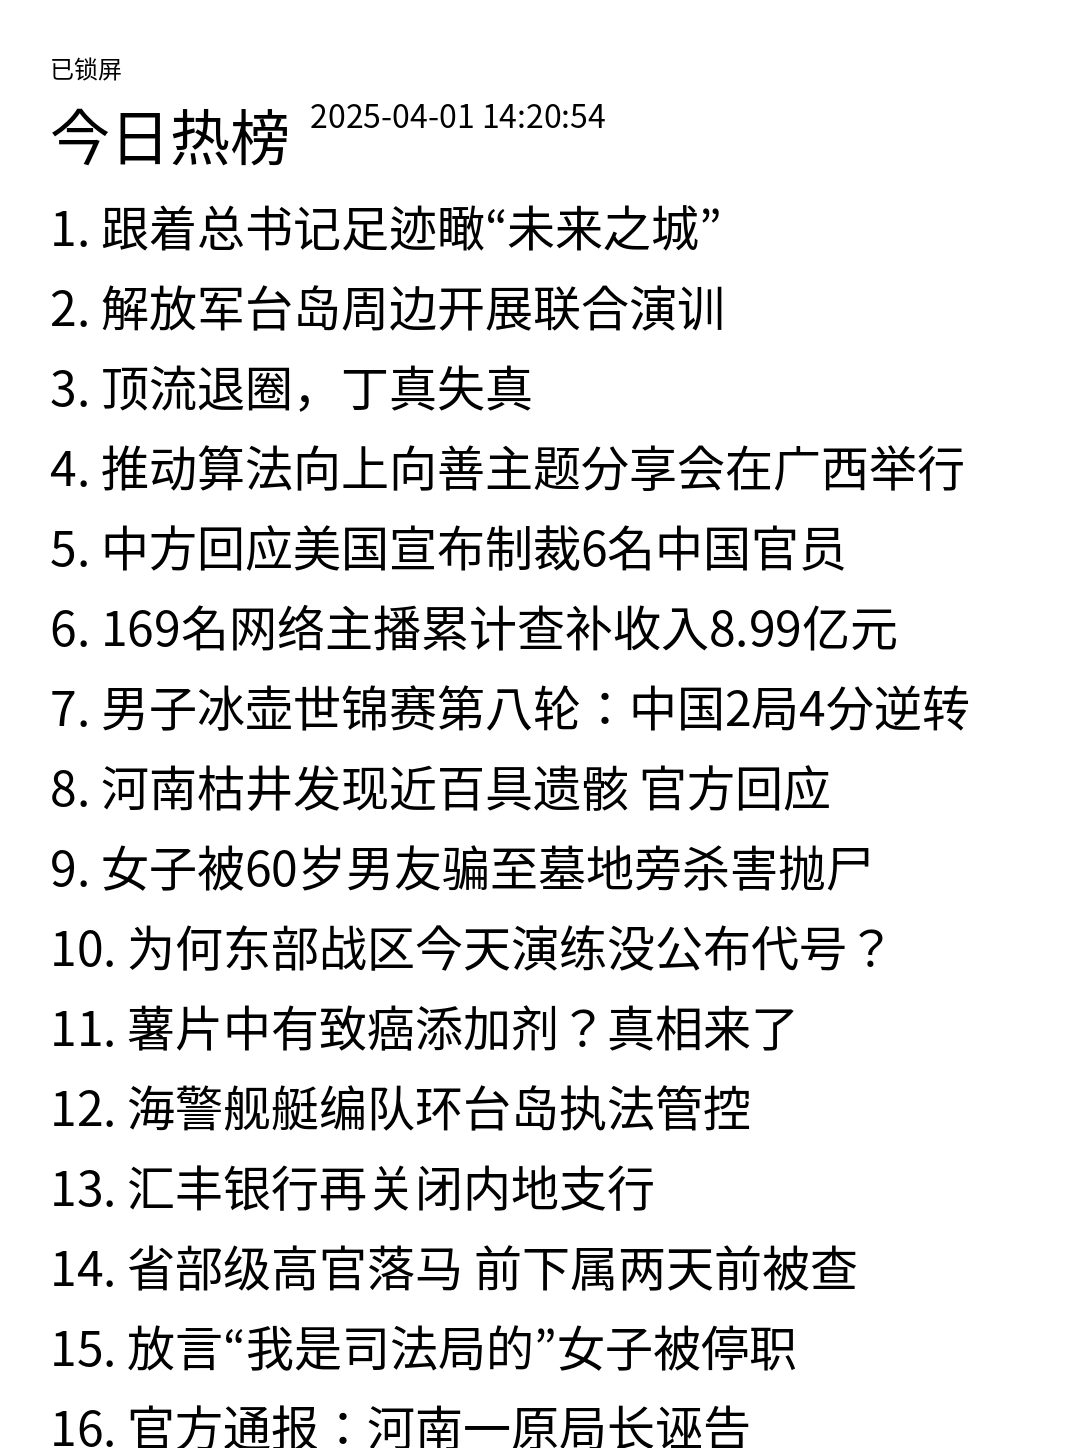 已锁屏
今日热榜 2025-04-01 14:20:54
1. 跟着总书记足迹瞰“未来之城”
2. 解放军台岛周边开展联合演训
3. 顶流退圈，丁真失真
4. 推动算法向上向善主题分享会在广西举行
5. 中方回应美国宣布制裁6名中国官员
6. 169名网络主播累计查补收入8.99亿元
7. 男子冰壶世锦赛第八轮：中国2局4分逆转
8. 河南枯井发现近百具遗骸 官方回应
9. 女子被60岁男友骗至墓地旁杀害抛尸
10. 为何东部战区今天演练没公布代号？
11. 薯片中有致癌添加剂？真相来了
12. 海警舰艇编队环台岛执法管控
13. 汇丰银行再关闭内地支行
14. 省部级高官落马 前下属两天前被查
15. 放言“我是司法局的”女子被停职
16. 官方通报：河南一原局长诬告